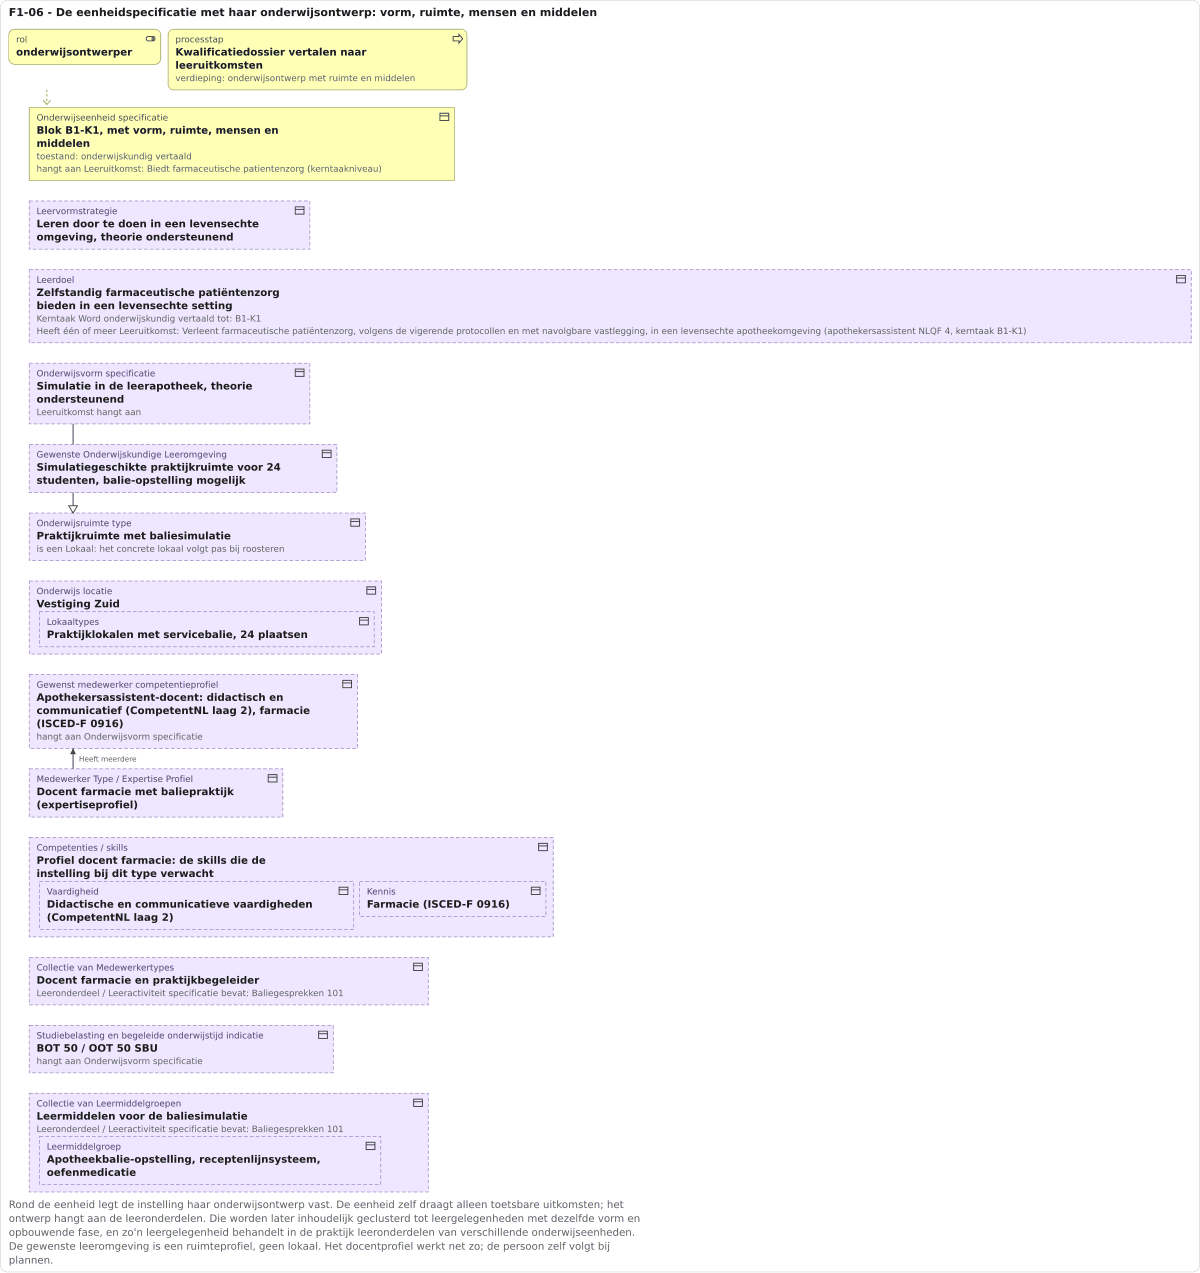 F1-06 - De eenheidspecificatie met haar onderwijsontwerp: vorm, ruimte, mensen en middelen
rol
onderwijsontwerper
processtap
Kwalificatiedossier vertalen naar
leeruitkomsten
verdieping: onderwijsontwerp met ruimte en middelen
Onderwijseenheid specificatie
Blok B1-K1, met vorm, ruimte, mensen en
middelen
toestand: onderwijskundig vertaald
hangt aan Leeruitkomst: Biedt farmaceutische patientenzorg (kerntaakniveau)
Leervormstrategie
Leren door te doen in een levensechte
omgeving, theorie ondersteunend
Leerdoel
Zelfstandig farmaceutische patiëntenzorg
bieden in een levensechte setting
Kerntaak Word onderwijskundig vertaald tot: B1-K1
Heeft één of meer Leeruitkomst: Verleent farmaceutische patiëntenzorg, volgens de vigerende protocollen en met navolgbare vastlegging, in een levensechte apotheekomgeving (apothekersassistent NLQF 4, kerntaak B1-K1)
Onderwijsvorm specificatie
Simulatie in de leerapotheek, theorie
ondersteunend
Leeruitkomst hangt aan
Gewenste Onderwijskundige Leeromgeving
Simulatiegeschikte praktijkruimte voor 24
studenten, balie-opstelling mogelijk
Onderwijsruimte type
Praktijkruimte met baliesimulatie
is een Lokaal: het concrete lokaal volgt pas bij roosteren
Onderwijs locatie
Vestiging Zuid
Lokaaltypes
Praktijklokalen met servicebalie, 24 plaatsen
Gewenst medewerker competentieprofiel
Apothekersassistent-docent: didactisch en
communicatief (CompetentNL laag 2), farmacie
(ISCED-F 0916)
hangt aan Onderwijsvorm specificatie
Heeft meerdere
Medewerker Type / Expertise Profiel
Docent farmacie met baliepraktijk
(expertiseprofiel)
Competenties / skills
Profiel docent farmacie: de skills die de
instelling bij dit type verwacht
Vaardigheid
Didactische en communicatieve vaardigheden
(CompetentNL laag 2)
Kennis
Farmacie (ISCED-F 0916)
Collectie van Medewerkertypes
Docent farmacie en praktijkbegeleider
Leeronderdeel / Leeractiviteit specificatie bevat: Baliegesprekken 101
Studiebelasting en begeleide onderwijstijd indicatie
BOT 50 / OOT 50 SBU
hangt aan Onderwijsvorm specificatie
Collectie van Leermiddelgroepen
Leermiddelen voor de baliesimulatie
Leeronderdeel / Leeractiviteit specificatie bevat: Baliegesprekken 101
Leermiddelgroep
Apotheekbalie-opstelling, receptenlijnsysteem,
oefenmedicatie
Rond de eenheid legt de instelling haar onderwijsontwerp vast. De eenheid zelf draagt alleen toetsbare uitkomsten; het
ontwerp hangt aan de leeronderdelen. Die worden later inhoudelijk geclusterd tot leergelegenheden met dezelfde vorm en
opbouwende fase, en zo'n leergelegenheid behandelt in de praktijk leeronderdelen van verschillende onderwijseenheden.
De gewenste leeromgeving is een ruimteprofiel, geen lokaal. Het docentprofiel werkt net zo; de persoon zelf volgt bij
plannen.